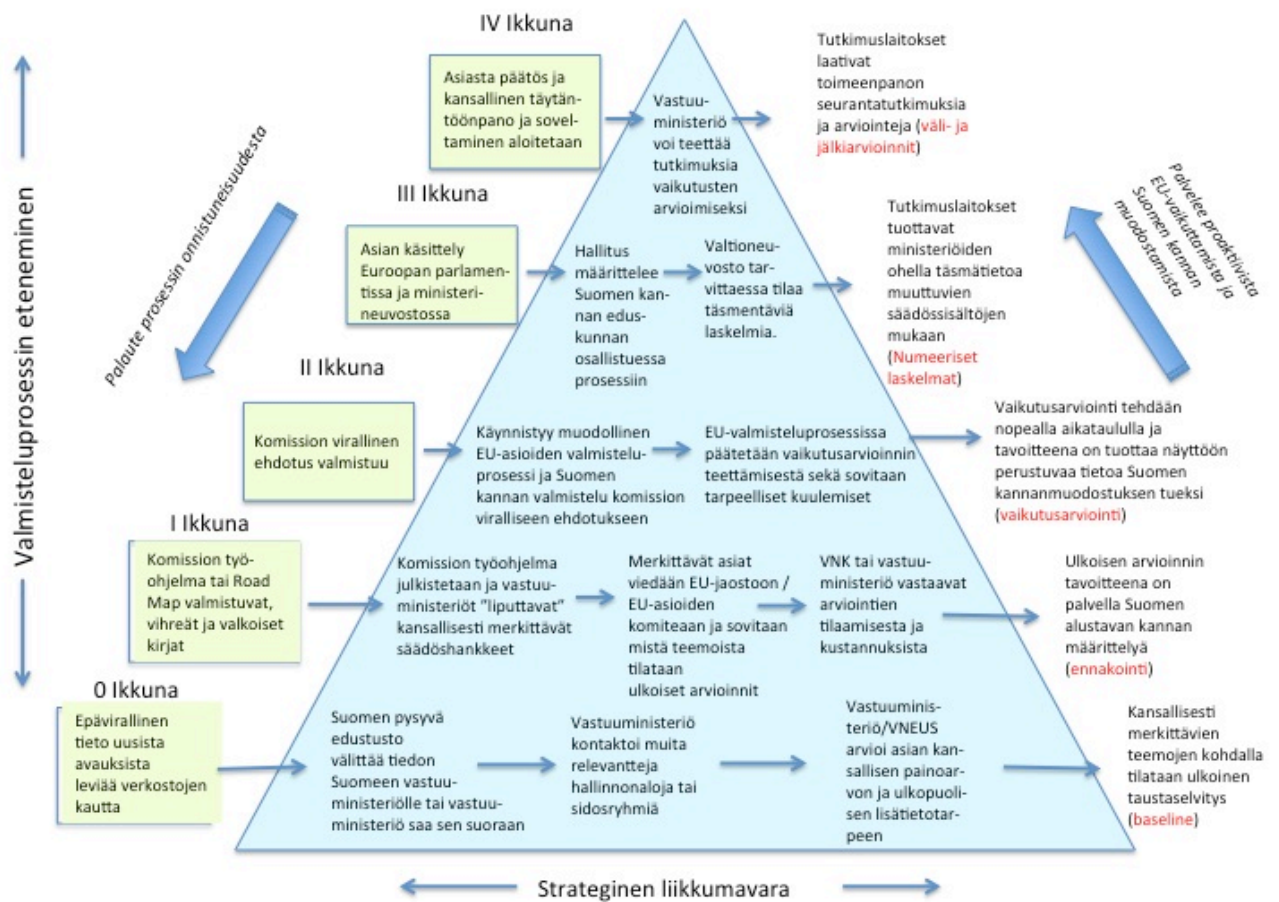 IV Ikkuna
Asiasta päätös ja
kansallinen täytän-
töönpano ja sovel-
taminen aloitetaan
Vastuu-
ministeriö
voi teettää
tutkimuksia
vaikutusten
arvioimiseksi
Tutkimuslaitokset
laativat
toimeenpanon
seurantatutkimuksia
ja arviointeja (väli- ja
jälkiarvioinnit)
III Ikkuna
Asian käsittely
Euroopan parlamen-
tissa ja ministeri-
neuvostossa
Hallitus
määrittelee
Suomen kan-
nan edus-
kunnan
osallistuessa
prosessiin
Valtioneu-
vosto tar-
vittaessa tilaa
täsmentäviä
laskelmia.
Tutkimuslaitokset
tuottavat
ministeriöiden
ohella täsmätietoa
muuttuvien
säädössisältöjen
mukaan
(Numeeriset
laskelmat)
II Ikkuna
Komission virallinen
ehdotus valmistuu
Käynnistyy muodollinen
EU-asioiden valmistelu-
prosessi ja Suomen
kannan valmistelu komission
viralliseen ehdotukseen
EU-valmisteluprosessissa
päätetään vaikutusarvioinnin
teettämisestä sekä sovitaan
tarpeelliset kuulemiset
Vaikutusarviointi tehdään
nopealla aikataululla ja
tavoitteena on tuottaa näyttöön
perustuvaa tietoa Suomen
kannanmuodostuksen tueksi
(vaikutusarviointi)
I Ikkuna
Komission työ-
ohjelma tai Road
Map valmistuvat,
vihreät ja valkoiset
kirjat
Komission työohjelma
julkistetaan ja vastuu-
ministeriöt "liputtavat"
kansallisesti merkittävät
säädöshankkeet
Merkittävät asiat
viedään EU-jaostoon /
EU-asioiden
komiteaan ja sovitaan
mistä teemoista
tilataan
ulkoiset arvioinnit
VNK tai vastuu-
ministeriö vastaavat
arviointien
tilaamisesta ja
kustannuksista
Ulkoisen arvioinnin
tavoitteena on
palvella Suomen
alustavan kannan
määrittelyä
(ennakointi)
0 Ikkuna
Epävirallinen
tieto uusista
avauksista
leviää verkostojen
kautta
Suomen pysyvä
edustusto
välittää tiedon
Suomeen vastuu-
ministeriölle tai vastuu-
ministeriö saa sen suoraan
Vastuuministeriö
kontaktoi muita
relevantteja
hallinnonaloja tai
sidosryhmiä
Vastuuminis-
teriö/VNEUS
arvioi asian kan-
sallisen painoar-
von ja ulkopuoli-
sen lisätietotar-
peen
Kansallisesti
merkittävien
teemojen kohdalla
tilataan ulkoinen
taustaselvitys
(baseline)
Valmisteluprosessin eteneminen
Palaute prosessin onnistuneisuudesta
Palvelee proaktiivista
EU-vaikuttamista ja
Suomen kannan
muodostamista
Strateginen liikkumavara